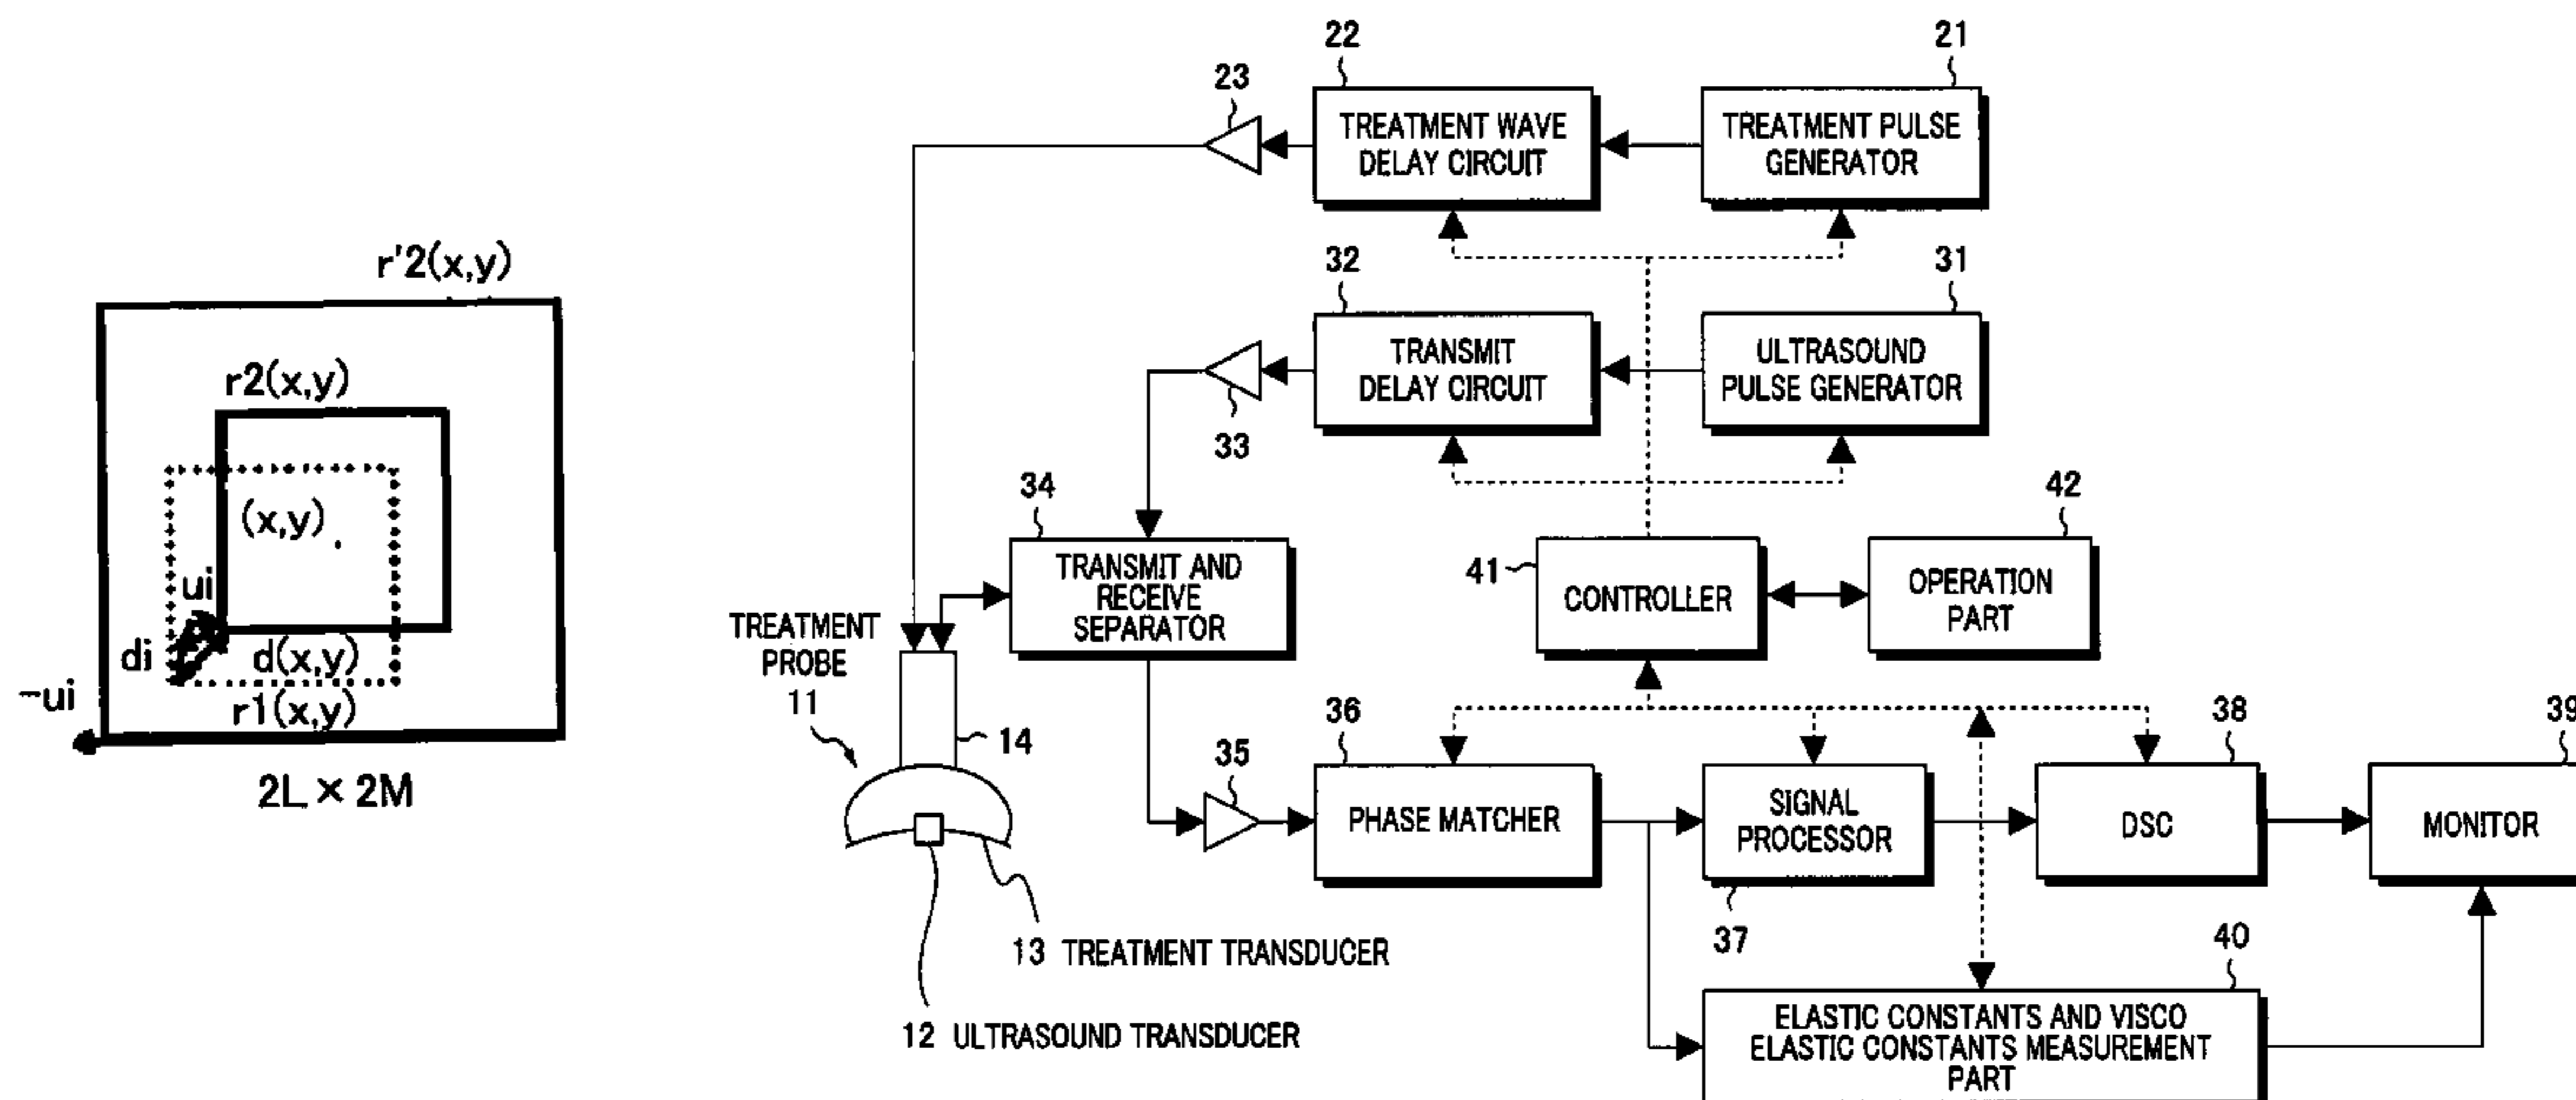 r'2(x,y)
r2(x,y)
(x,y)
ui
di
d(x,y)
-ui
r1(x,y)
2L × 2M
22
21
23
TREATMENT WAVE
DELAY CIRCUIT
TREATMENT PULSE
GENERATOR
32
31
TRANSMIT
DELAY CIRCUIT
ULTRASOUND
PULSE GENERATOR
33
34
42
TRANSMIT AND
RECEIVE
SEPARATOR
41
CONTROLLER
OPERATION
PART
TREATMENT
PROBE
11
14
35
36
38
39
PHASE MATCHER
SIGNAL
PROCESSOR
DSC
MONITOR
37
40
13 TREATMENT TRANSDUCER
12 ULTRASOUND TRANSDUCER
ELASTIC CONSTANTS AND VISCO
ELASTIC CONSTANTS MEASUREMENT
PART